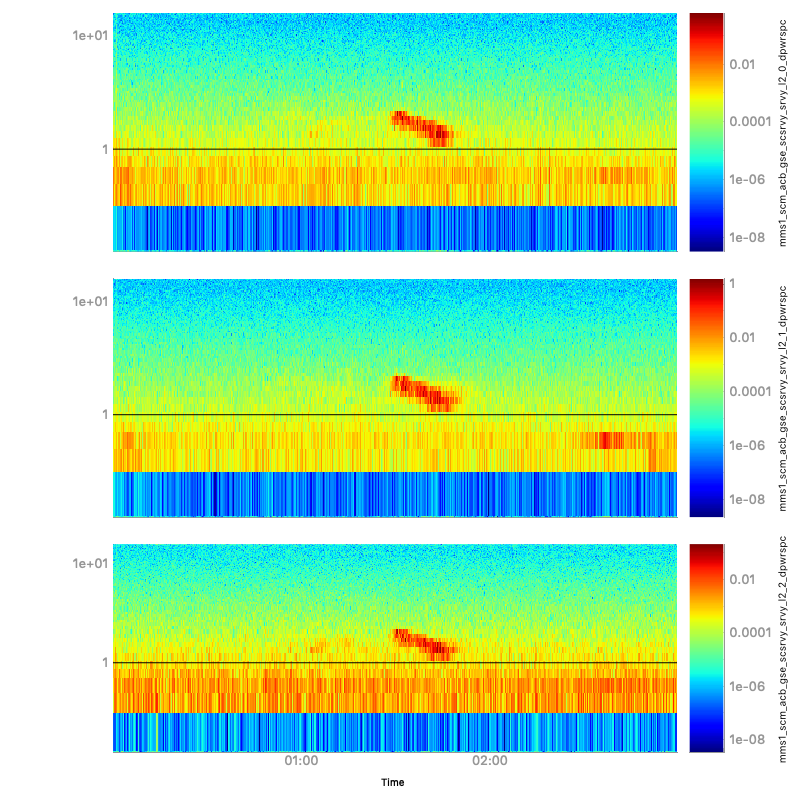 1e+01
1
0.01
0.0001
1e-06
1e-08
mms1_scm_acb_gse_scsrvy_srvy_l2_0_dpwrspc
1e+01
1
1
0.01
0.0001
1e-06
1e-08
mms1_scm_acb_gse_scsrvy_srvy_l2_1_dpwrspc
1e+01
1
0.01
0.0001
1e-06
1e-08
mms1_scm_acb_gse_scsrvy_srvy_l2_2_dpwrspc
01:00
02:00
Time